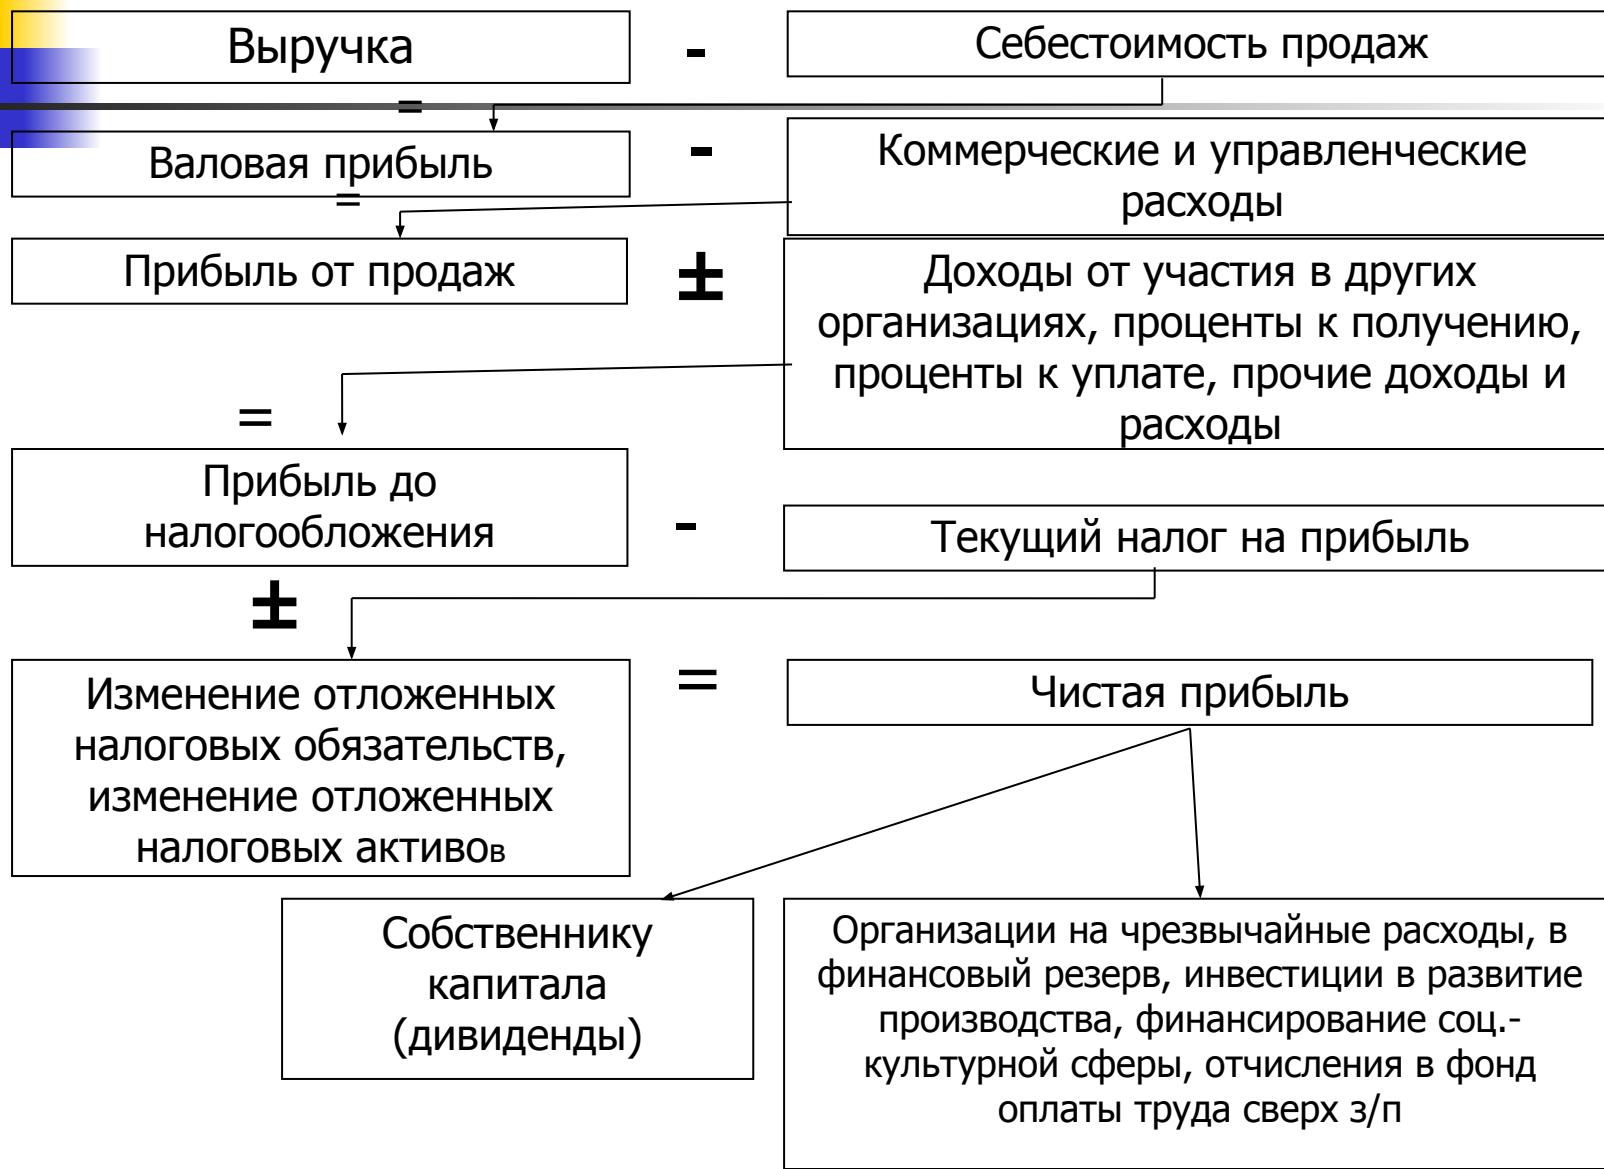 Выручка
-
Себестоимость продаж
=
Валовая прибыль
-
Коммерческие и управленческие
расходы
=
Прибыль от продаж
±
Доходы от участия в других
организациях, проценты к получению,
проценты к уплате, прочие доходы и
расходы
=
Прибыль до
налогообложения
-
Текущий налог на прибыль
±
Изменение отложенных
налоговых обязательств,
изменение отложенных
налоговых активов
=
Чистая прибыль
Собственнику
капитала
(дивиденды)
Организации на чрезвычайные расходы, в
финансовый резерв, инвестиции в развитие
производства, финансирование соц.-
культурной сферы, отчисления в фонд
оплаты труда сверх з/п